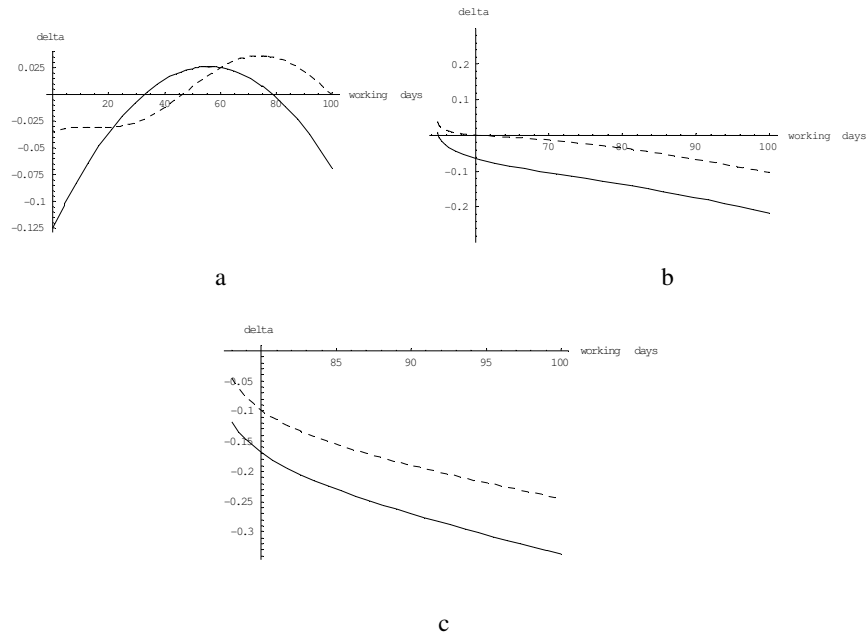 delta
0.025
working days
20 40 60 80 100
-0.025
-0.05
-0.075
-0.1
-0.125
a
delta
0.2
0.1
working days
70 80 90 100
-0.1
-0.2
b
delta
working days
85 90 95 100
-0.05
-0.1
-0.15
-0.2
-0.25
-0.3
c